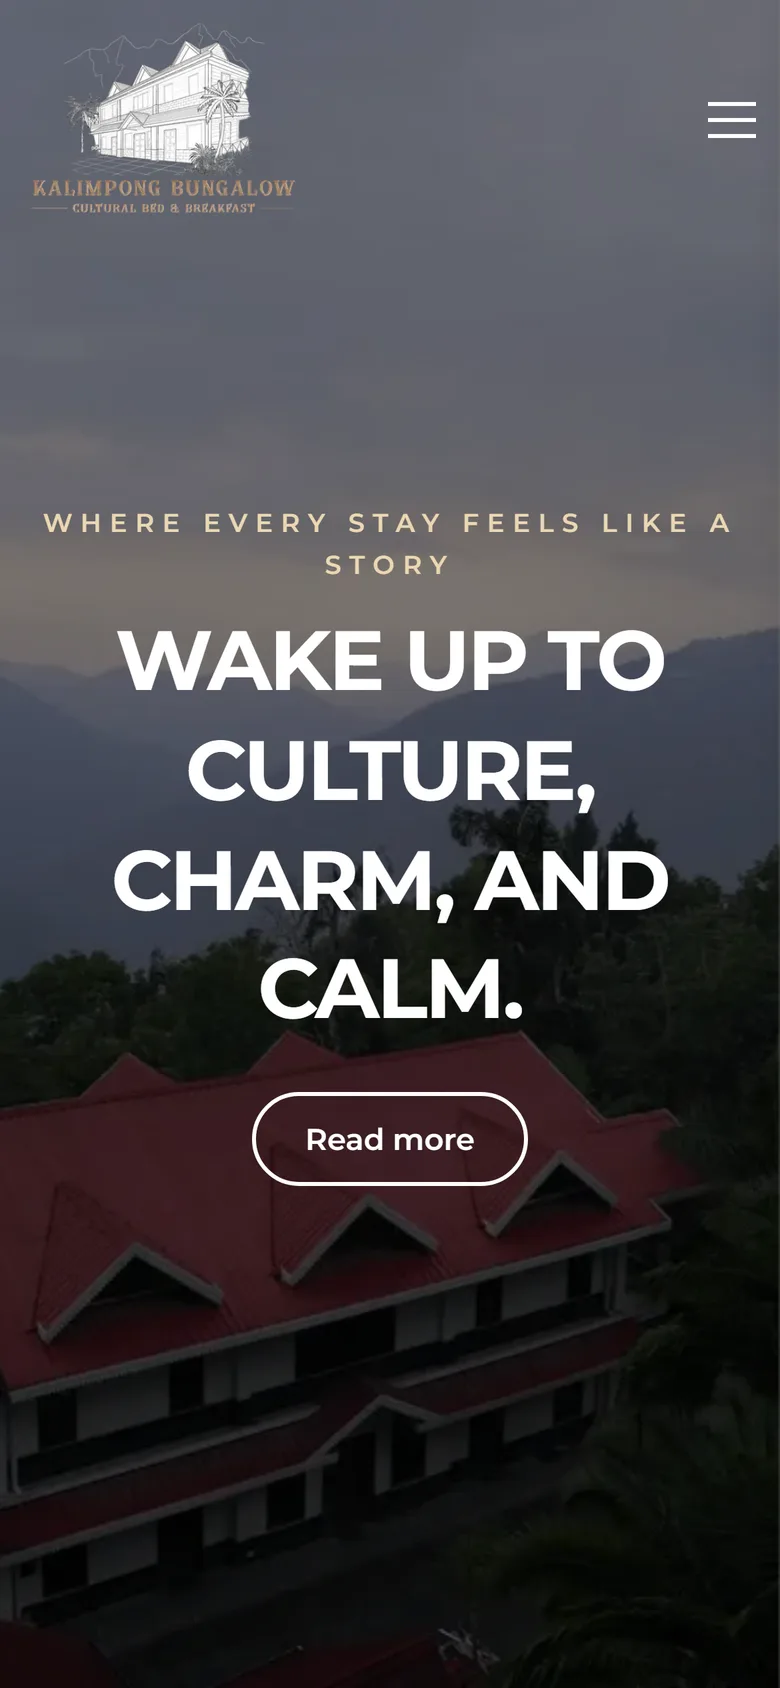 KALIMPONG BUNGALOW
CULTURAL BED & BREAKFAST
WHERE EVERY STAY FEELS LIKE A
STORY
WAKE UP TO
CULTURE,
CHARM, AND
CALM.
Read more